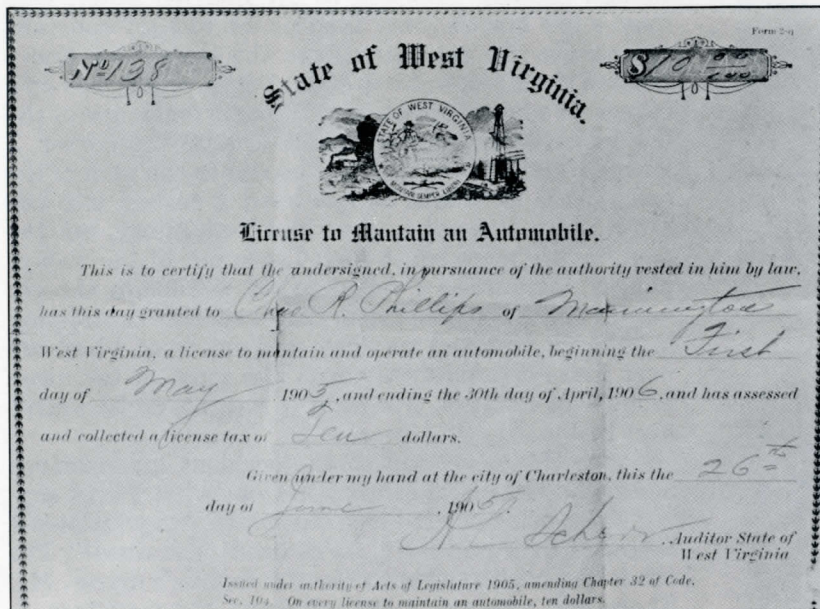 Form 2-a
No 138
$10 00/100
State of West Virginia.
STATE OF WEST VIRGINIA
MONTANI SEMPER LIBERI
License to Mantain an Automobile.
This is to certify that the undersigned, in pursuance of the authority vested in him by law,
has this day granted to Chas R. Phillips of Mannington
West Virginia, a license to mantain and operate an automobile, beginning the First
day of May 1905, and ending the 30th day of April, 1906, and has assessed
and collected a license tax of Ten dollars.
Given under my hand at the city of Charleston, this the 26th
day of June, 1905.
Scherr, Auditor State of
West Virginia
Issued under authority of Acts of Legislature 1905, amending Chapter 32 of Code,
Sec. 104. On every license to maintain an automobile, ten dollars.